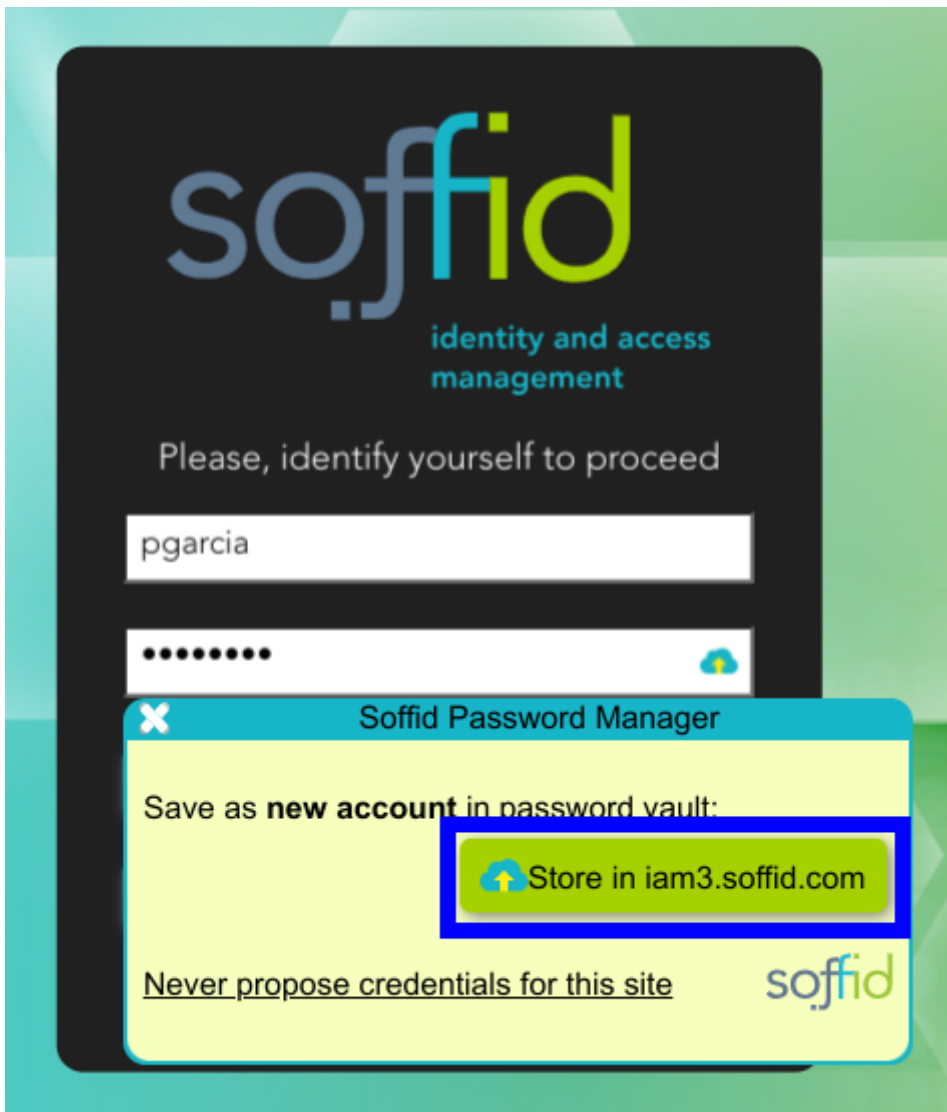 soffid
identity and access
management
Please, identify yourself to proceed
pgarcia
••••••••
Soffid Password Manager
Save as new account in password vault:
Store in iam3.soffid.com
Never propose credentials for this site
soffid